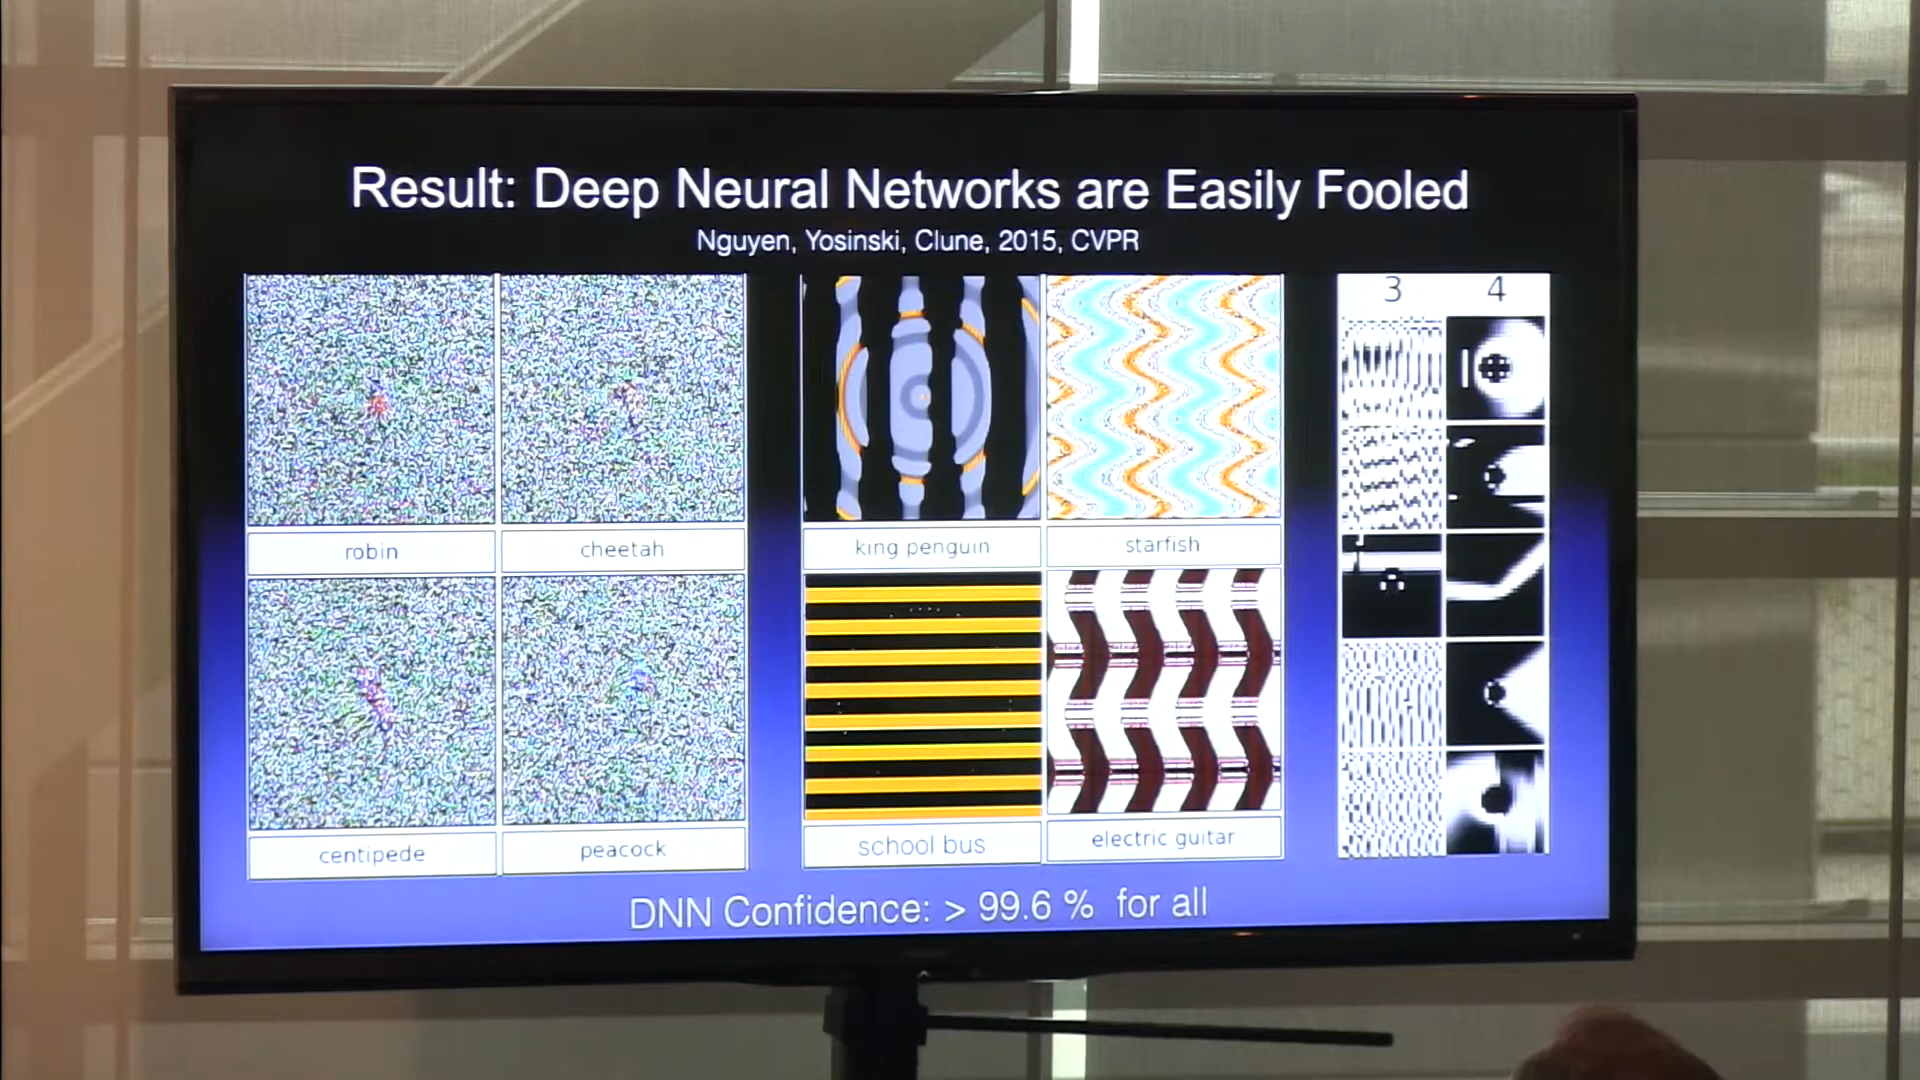 Result: Deep Neural Networks are Easily Fooled
Nguyen, Yosinski, Clune, 2015, CVPR
robin
cheetah
centipede
peacock
king penguin
starfish
school bus
electric guitar
3 4
DNN Confidence: > 99.6 % for all